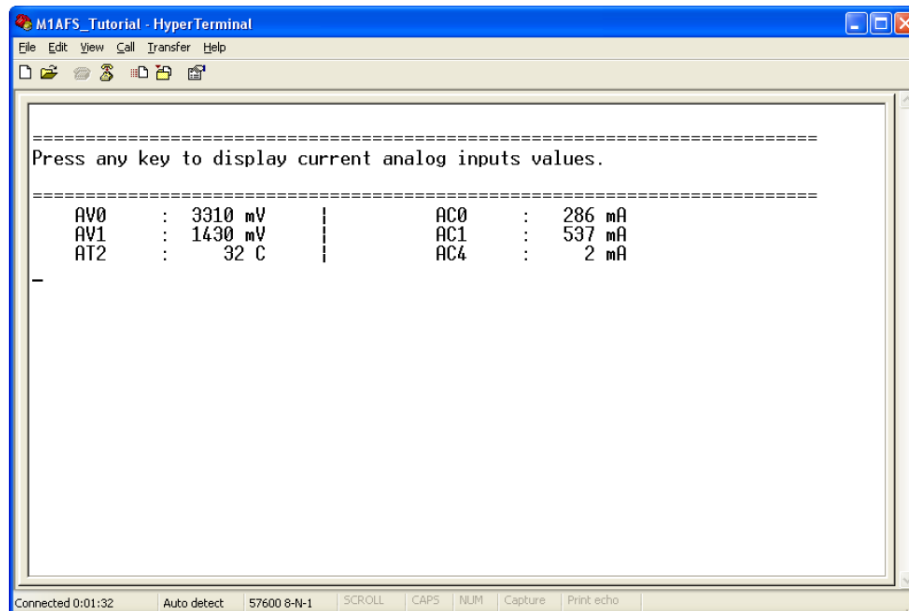 M1AFS_Tutorial - HyperTerminal
File Edit View Call Transfer Help
==========================================================================
Press any key to display current analog inputs values.
==========================================================================
AV0 : 3310 mV ¦ AC0 : 286 mA
AV1 : 1430 mV ¦ AC1 : 537 mA
AT2 : 32 C ¦ AC4 : 2 mA
_
Connected 0:01:32 Auto detect 57600 8-N-1 SCROLL CAPS NUM Capture Print echo